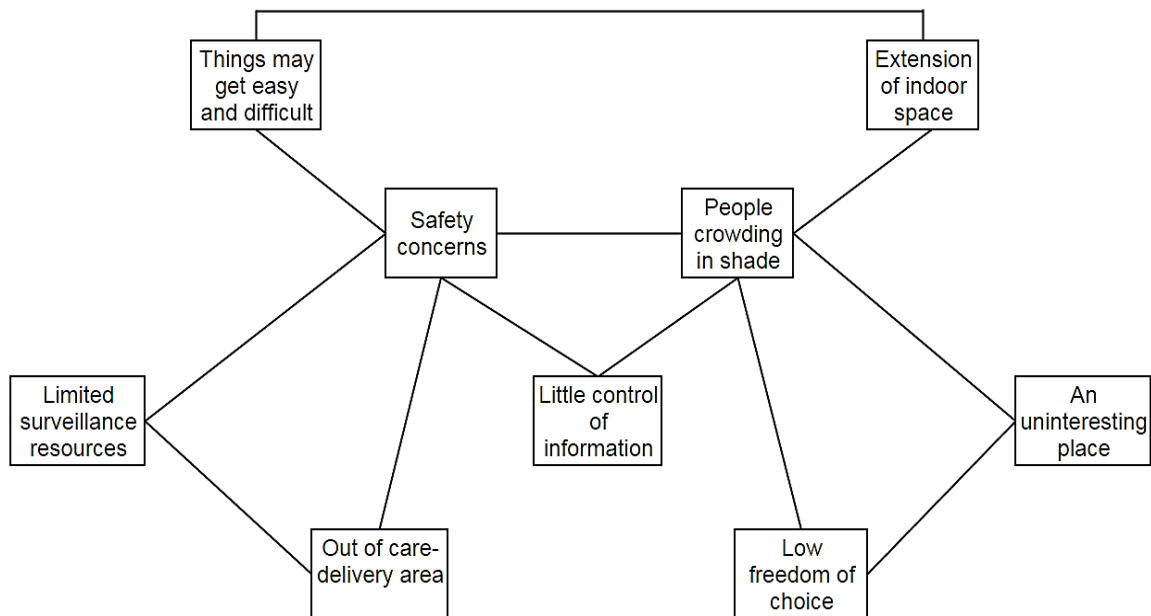 Things may
get easy
and difficult
Extension
of indoor
space
Safety
concerns
People
crowding
in shade
Limited
surveillance
resources
Little control
of
information
An
uninteresting
place
Out of care-
delivery area
Low
freedom of
choice